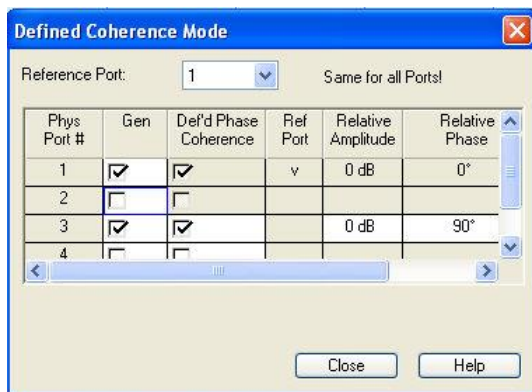 Defined Coherence Mode
Reference Port: 1 Same for all Ports!
Phys Port # Gen Def'd Phase Coherence Ref Port Relative Amplitude Relative Phase
1 v 0 dB 0°
2
3 0 dB 90°
4
Close Help